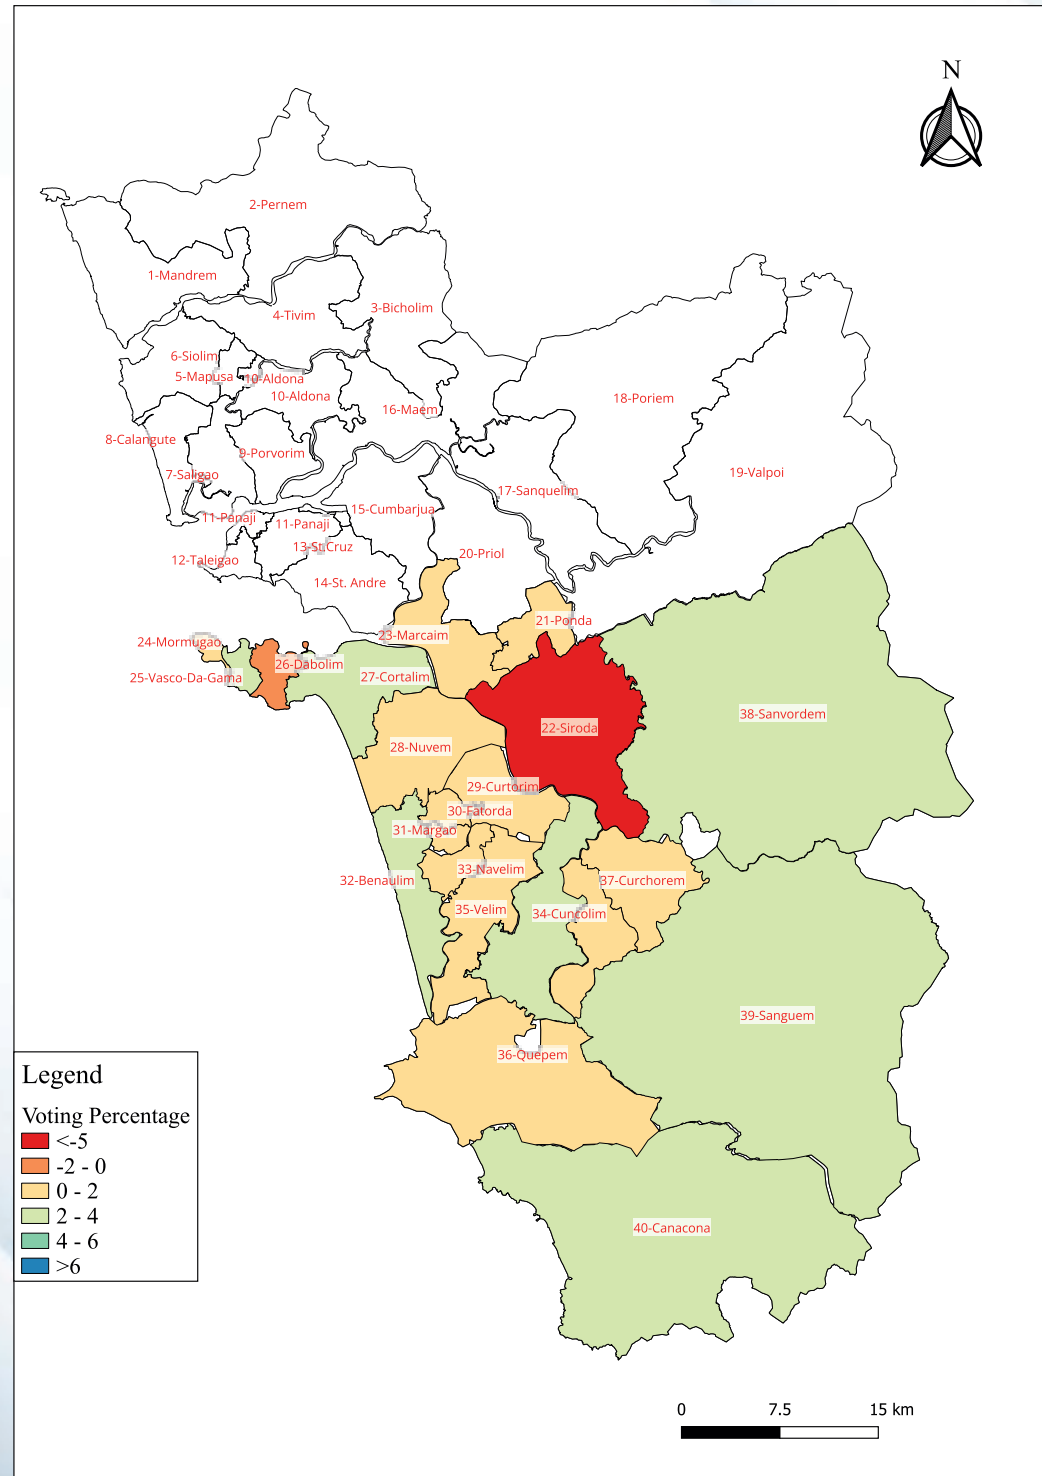 N
2-Pernem
1-Mandrem
3-Bicholim
4-Tivim
6-Siolim
5-Mapusa
10-Aldona
10-Aldona
18-Poriem
16-Maem
8-Calangute
9-Porvorim
7-Saligao
19-Valpoi
17-Sanquelim
15-Cumbarjua
11-Panaji
11-Panaji
13-St.Cruz
20-Priol
12-Taleigao
14-St. Andre
21-Ponda
23-Marcaim
24-Mormugao
26-Dabolim
25-Vasco-Da-Gama
27-Cortalim
38-Sanvordem
22-Siroda
28-Nuvem
29-Curtorim
30-Fatorda
31-Margao
33-Navelim
32-Benaulim
37-Curchorem
35-Velim
34-Cuncolim
39-Sanguem
36-Quepem
40-Canacona
Legend
Voting Percentage
<-5
-2 - 0
0 - 2
2 - 4
4 - 6
>6
0 7.5 15 km